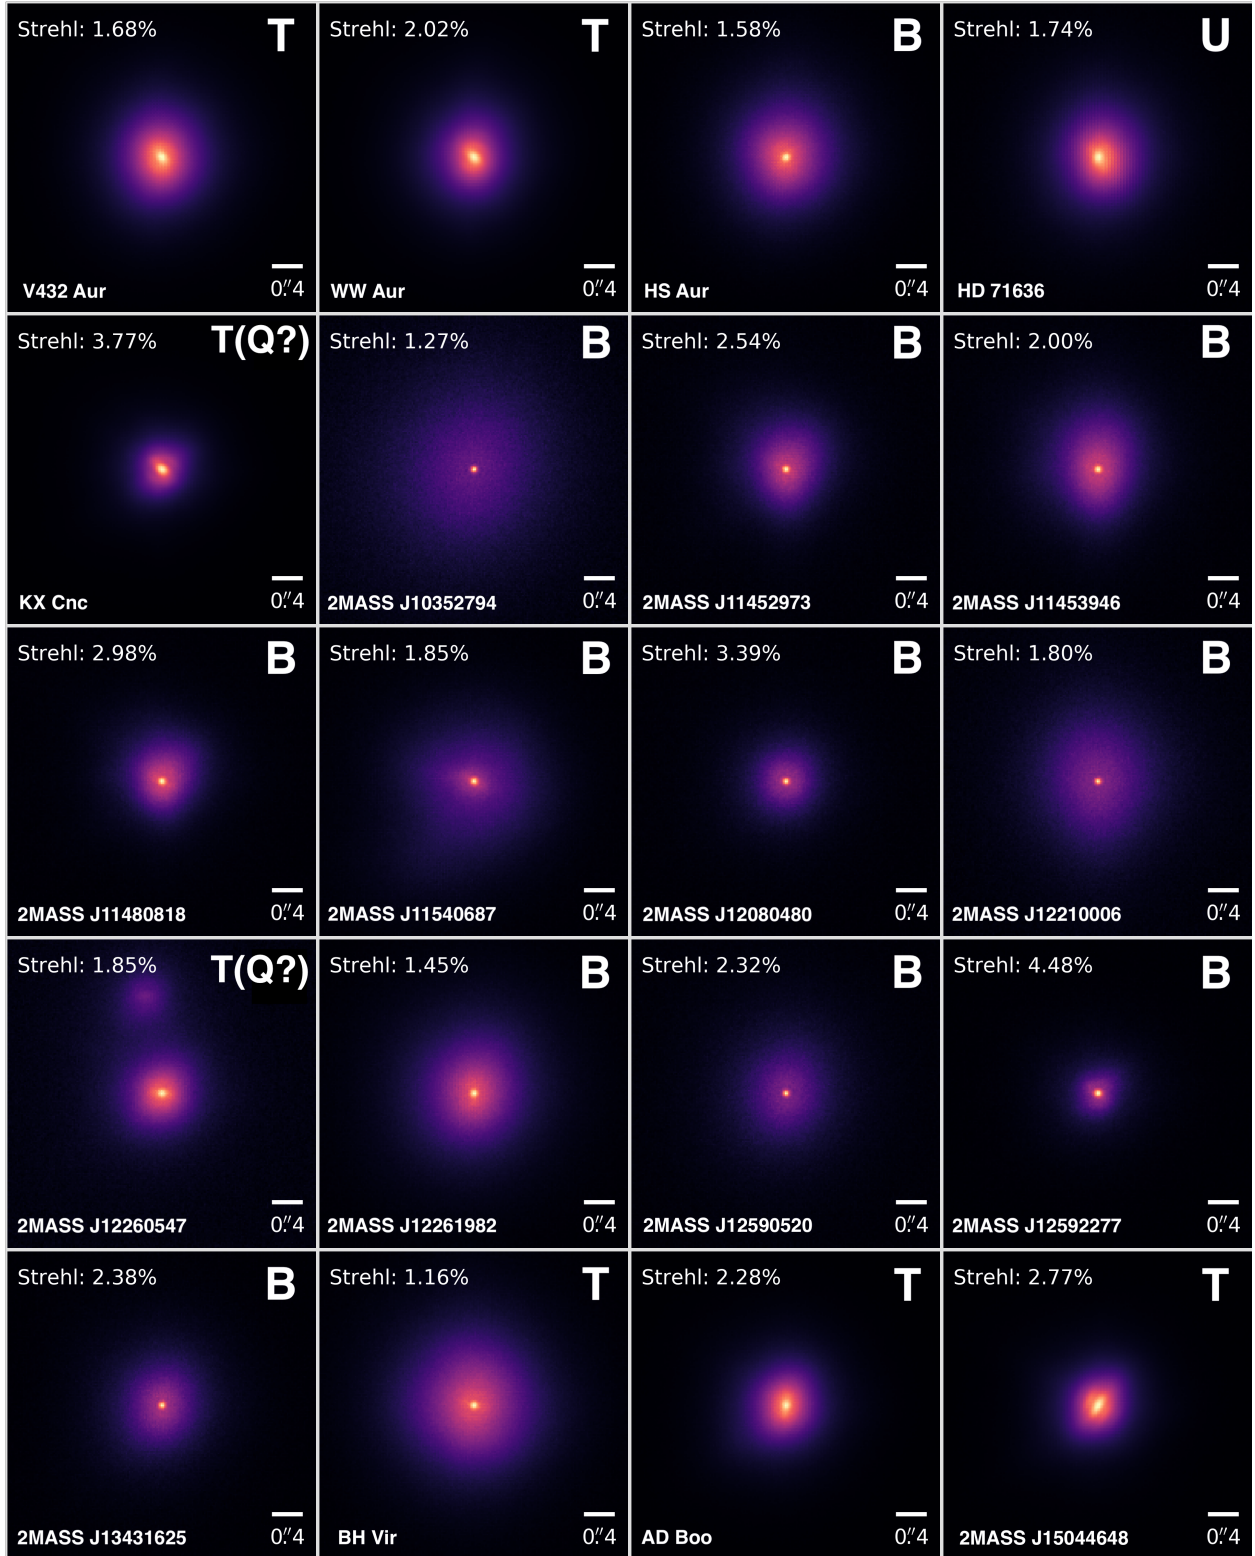 Strehl: 1.68% T
V432 Aur 0."4
Strehl: 2.02% T
WW Aur 0."4
Strehl: 1.58% B
HS Aur 0."4
Strehl: 1.74% U
HD 71636 0."4
Strehl: 3.77% T(Q?)
KX Cnc 0."4
Strehl: 1.27% B
2MASS J10352794 0."4
Strehl: 2.54% B
2MASS J11452973 0."4
Strehl: 2.00% B
2MASS J11453946 0."4
Strehl: 2.98% B
2MASS J11480818 0."4
Strehl: 1.85% B
2MASS J11540687 0."4
Strehl: 3.39% B
2MASS J12080480 0."4
Strehl: 1.80% B
2MASS J12210006 0."4
Strehl: 1.85% T(Q?)
2MASS J12260547 0."4
Strehl: 1.45% B
2MASS J12261982 0."4
Strehl: 2.32% B
2MASS J12590520 0."4
Strehl: 4.48% B
2MASS J12592277 0."4
Strehl: 2.38% B
2MASS J13431625 0."4
Strehl: 1.16% T
BH Vir 0."4
Strehl: 2.28% T
AD Boo 0."4
Strehl: 2.77% T
2MASS J15044648 0."4